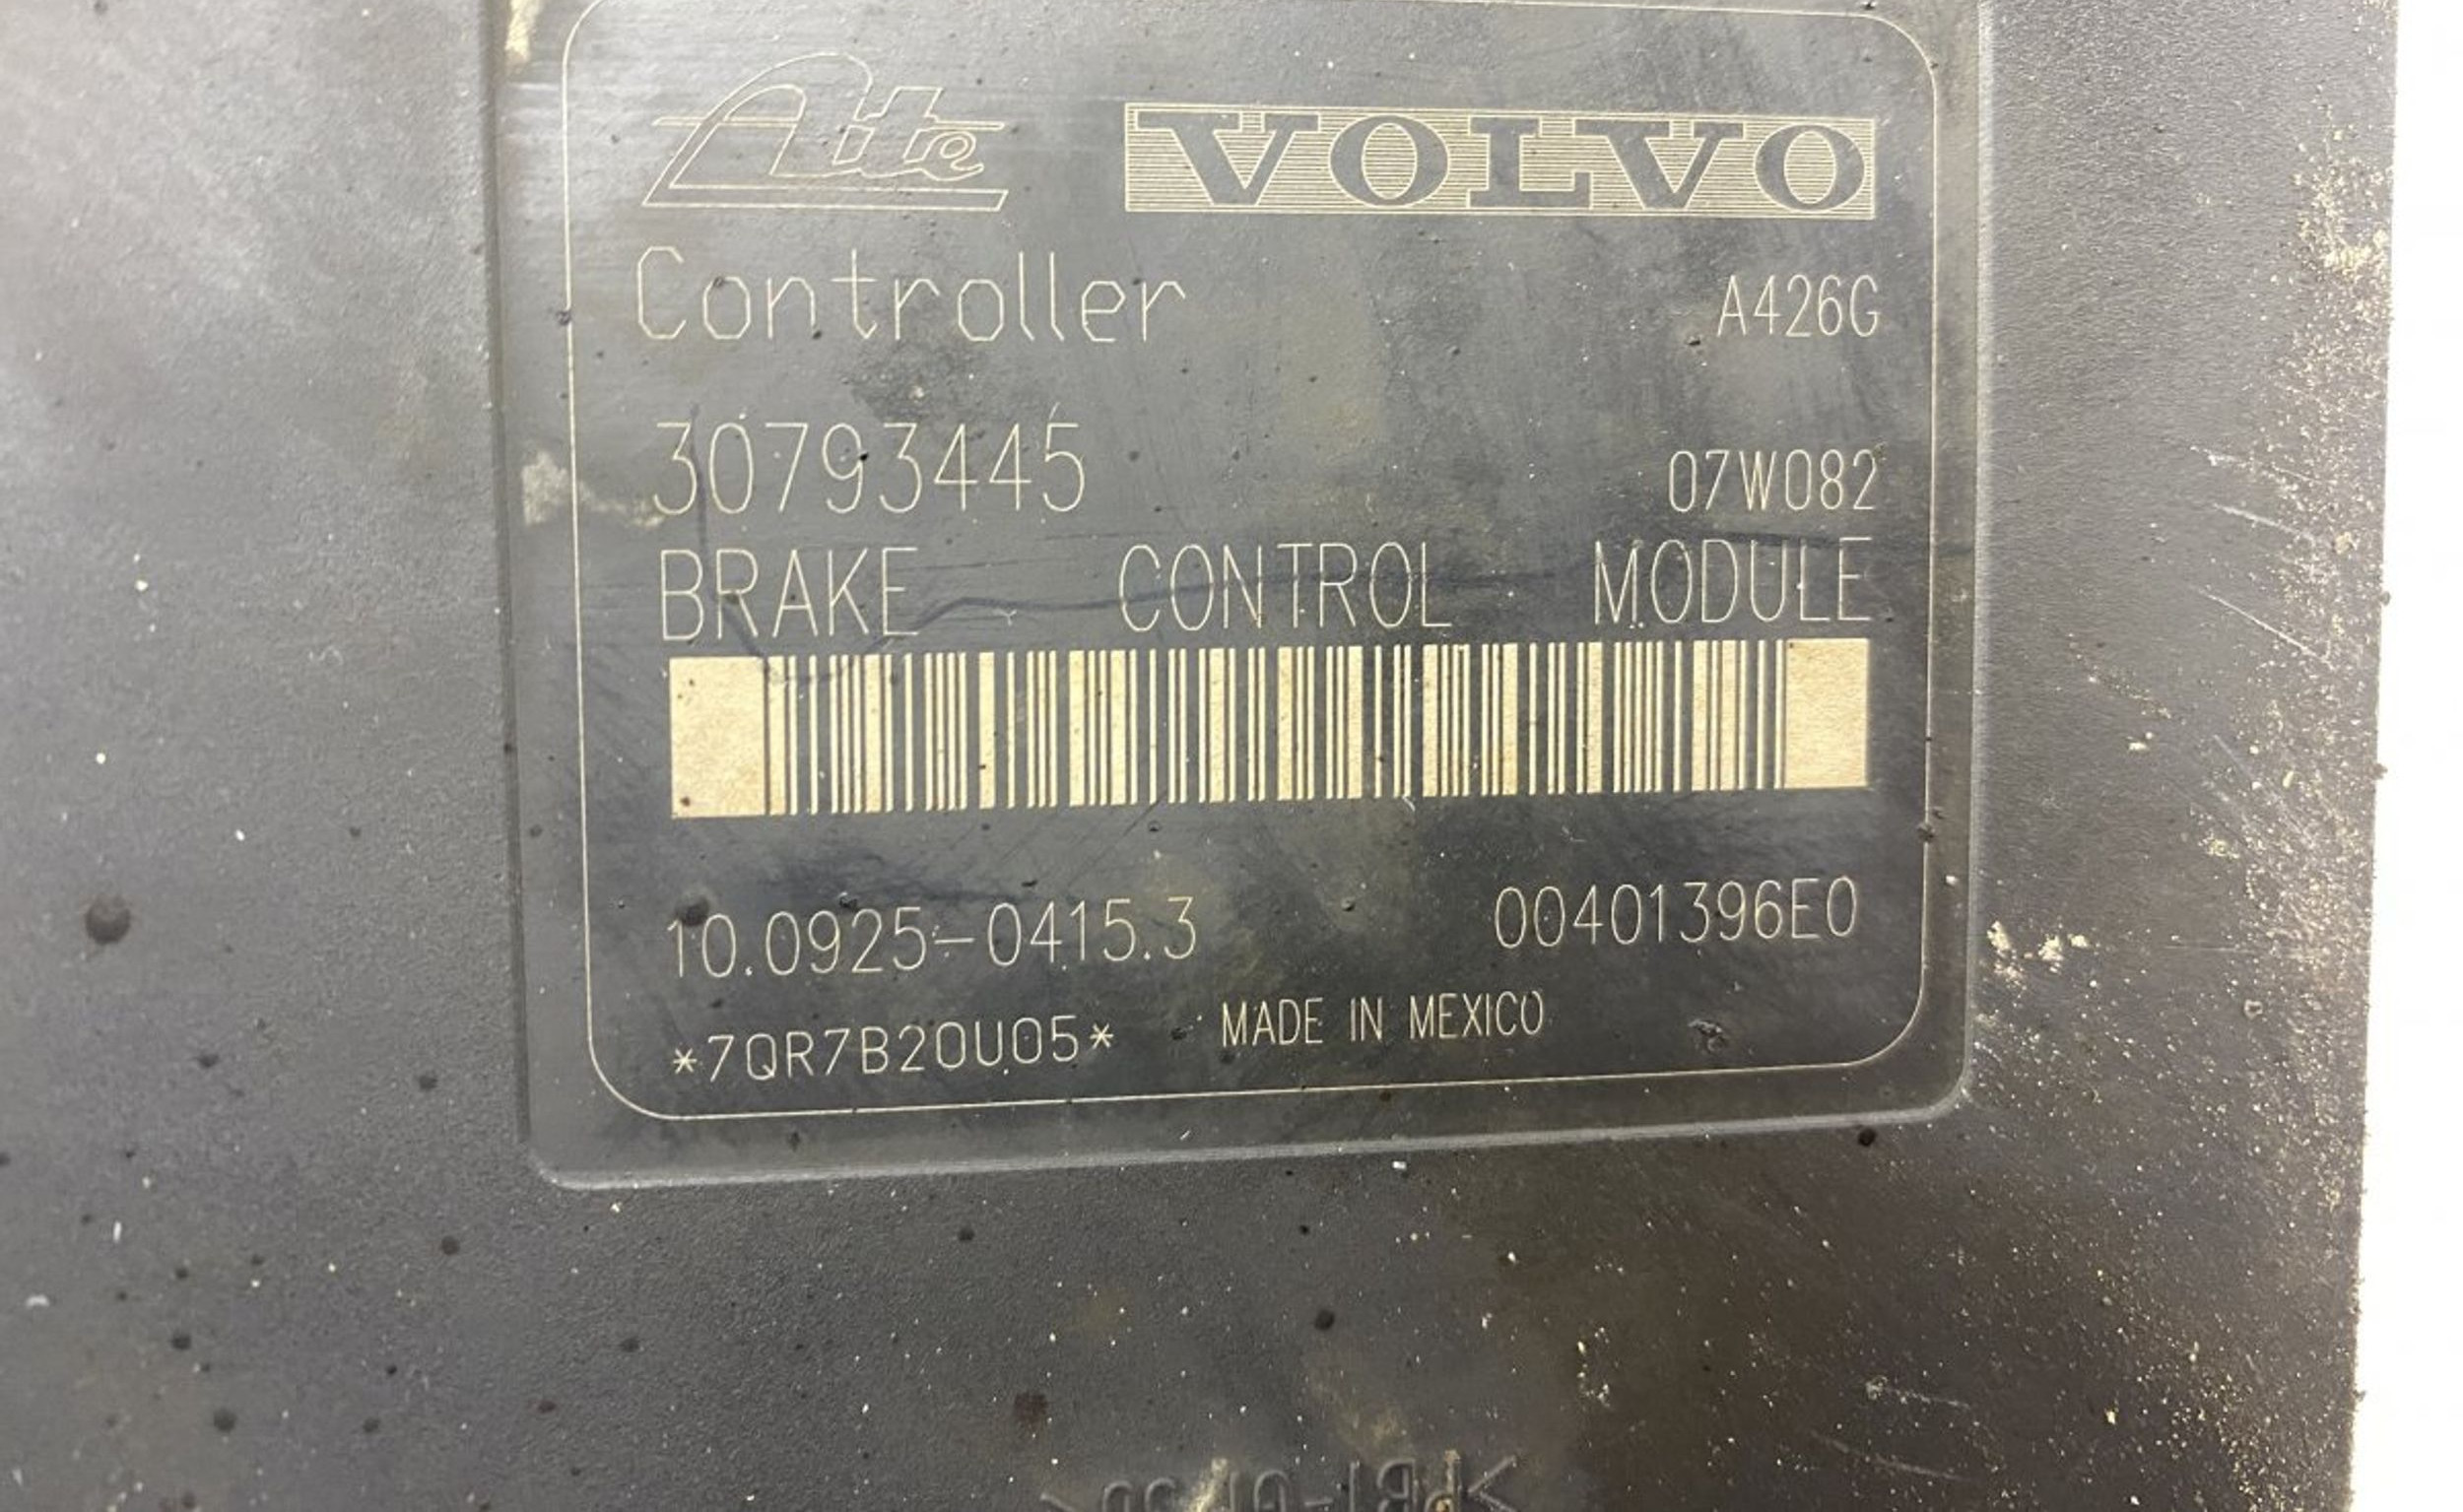 Ate VOLVO
Controller A426G
30793445 07W082
BRAKE CONTROL MODULE
10.0925-0415.3 00401396E0
*7QR7B20U05* MADE IN MEXICO